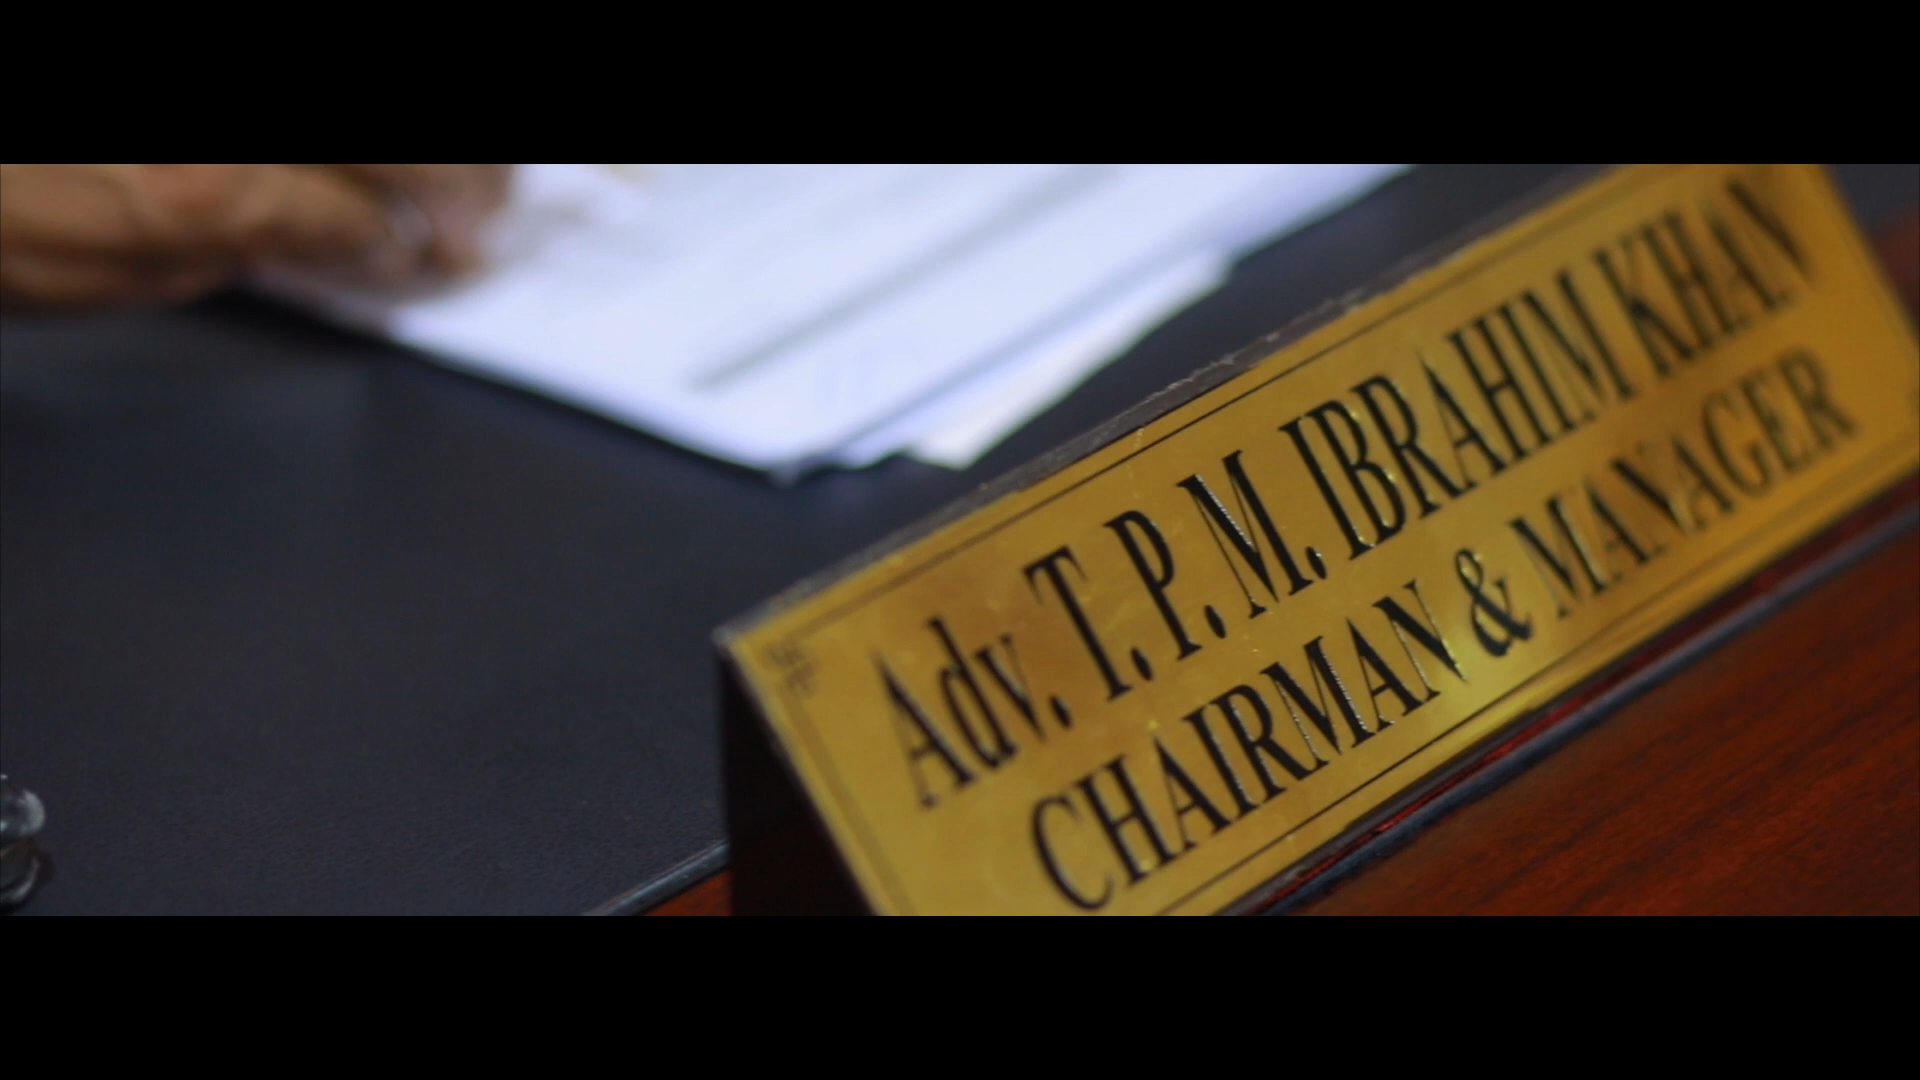 Adv. T. P. M. IBRAHIM KHAN
CHAIRMAN & MANAGER